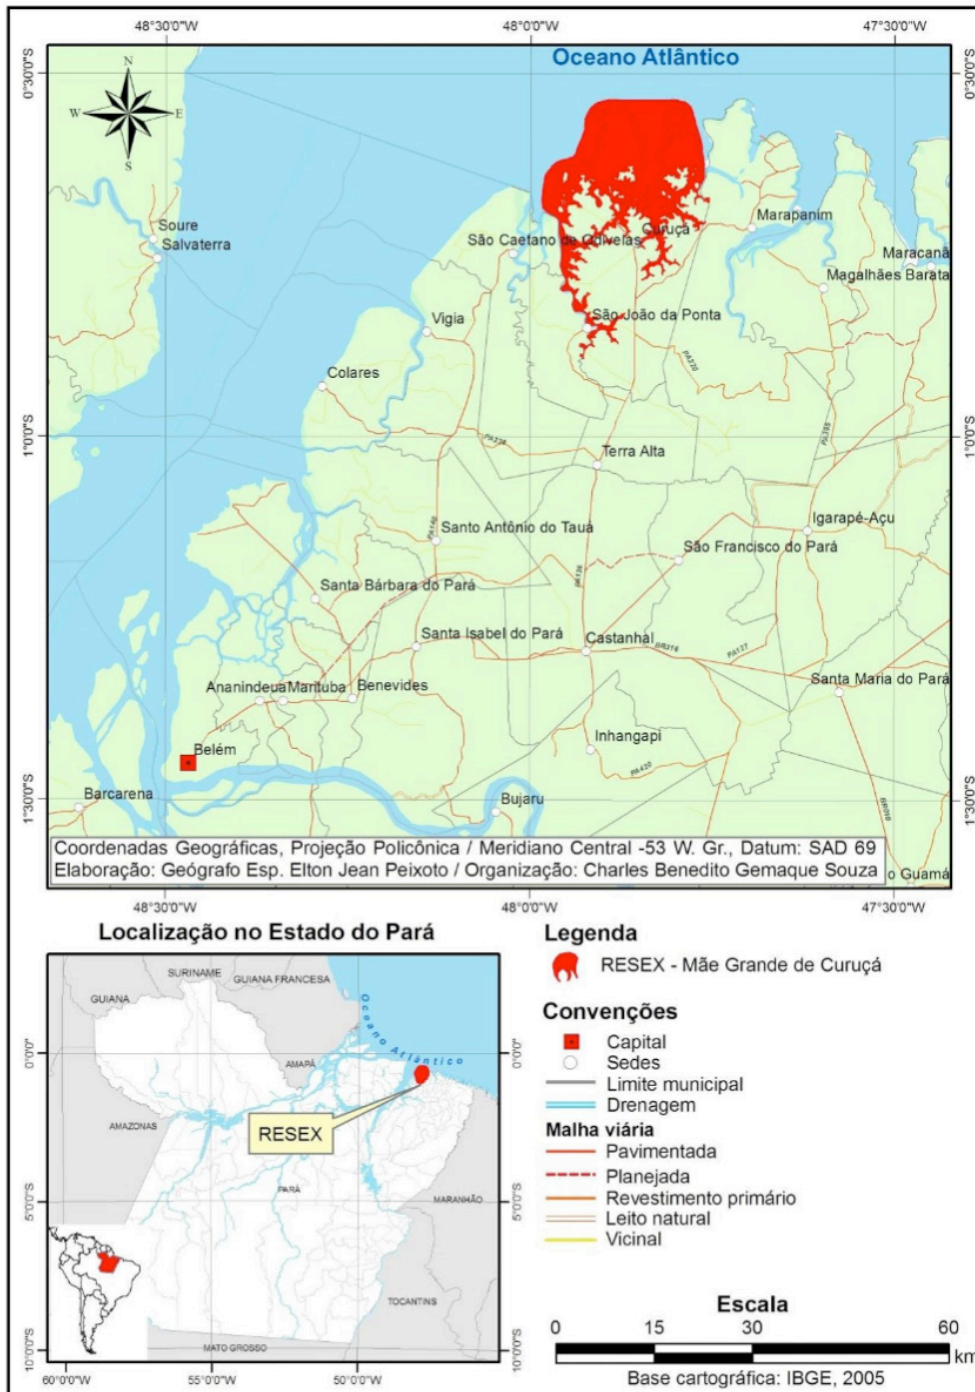 48°30'0"W 48°0'0"W 47°30'0"W
Oceano Atlântico
0°30'0"S 0°30'0"S
N
W E
S
Soure
Salvaterra
São Caetano de Odivelas
Curuçá
Marapanim
Maracanã
Magalhães Barata
Vigia
São João da Ponta
Colares
PA220
1°0'0"S 1°0'0"S
PA395
Terra Alta
Igarapé-Açu
PA140
Santo Antônio do Tauá
São Francisco do Pará
PA136
Santa Bárbara do Pará
Santa Isabel do Pará
Castanhal
BR316
PA127
Santa Maria do Pará
Ananindeua
Marituba
Benevides
Belém
Inhangapi
PA420
Barcarena
Bujaru
1°30'0"S 1°30'0"S
BR010
Coordenadas Geográficas, Projeção Policônica / Meridiano Central -53 W. Gr., Datum: SAD 69
Elaboração: Geógrafo Esp. Elton Jean Peixoto / Organização: Charles Benedito Gemaque Souza
o Guamá
48°30'0"W 48°0'0"W 47°30'0"W
Localização no Estado do Pará
SURINAME
GUIANA FRANCESA
GUIANA
Oceano Atlântico
0°0'0" 0°0'0"
AMAPÁ
AMAZONAS
RESEX
PARÁ
MARANHÃO
5°0'0"S 5°0'0"S
TOCANTINS
MATO GROSSO
10°0'0"S 10°0'0"S
60°0'0"W 55°0'0"W 50°0'0"W
Legenda
RESEX - Mãe Grande de Curuçá
Convenções
Capital
Sedes
Limite municipal
Drenagem
Malha viária
Pavimentada
Planejada
Revestimento primário
Leito natural
Vicinal
Escala
0 15 30 60
km
Base cartográfica: IBGE, 2005